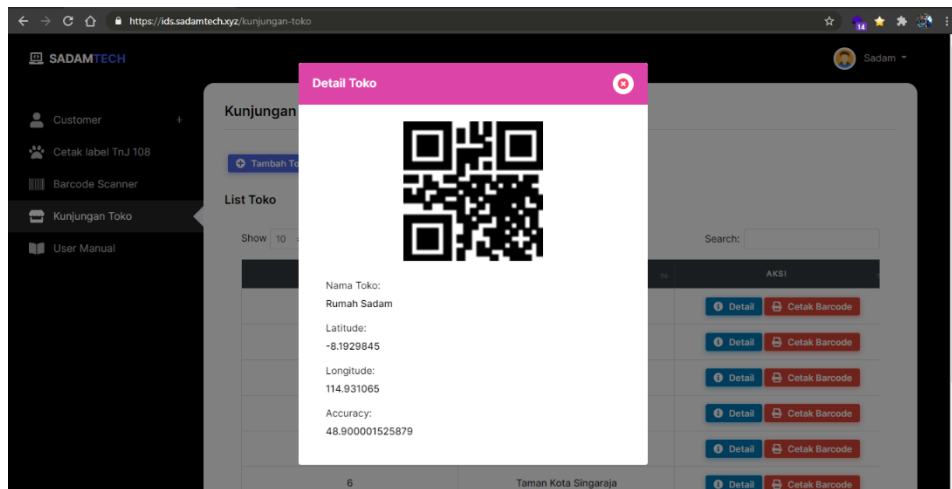 https://ids.sadamtech.xyz/kunjungan-toko
14
SADAMTECH
Sadam
Customer
Cetak label TnJ 108
Barcode Scanner
Kunjungan Toko
User Manual
Kunjungan
Tambah To
List Toko
Show 10
Search:
AKSI
Detail Toko
Nama Toko:
Rumah Sadam
Latitude:
-8.1929845
Longitude:
114.931065
Accuracy:
48.900001525879
Detail Cetak Barcode
Detail Cetak Barcode
Detail Cetak Barcode
Detail Cetak Barcode
Detail Cetak Barcode
6 Taman Kota Singaraja Detail Cetak Barcode